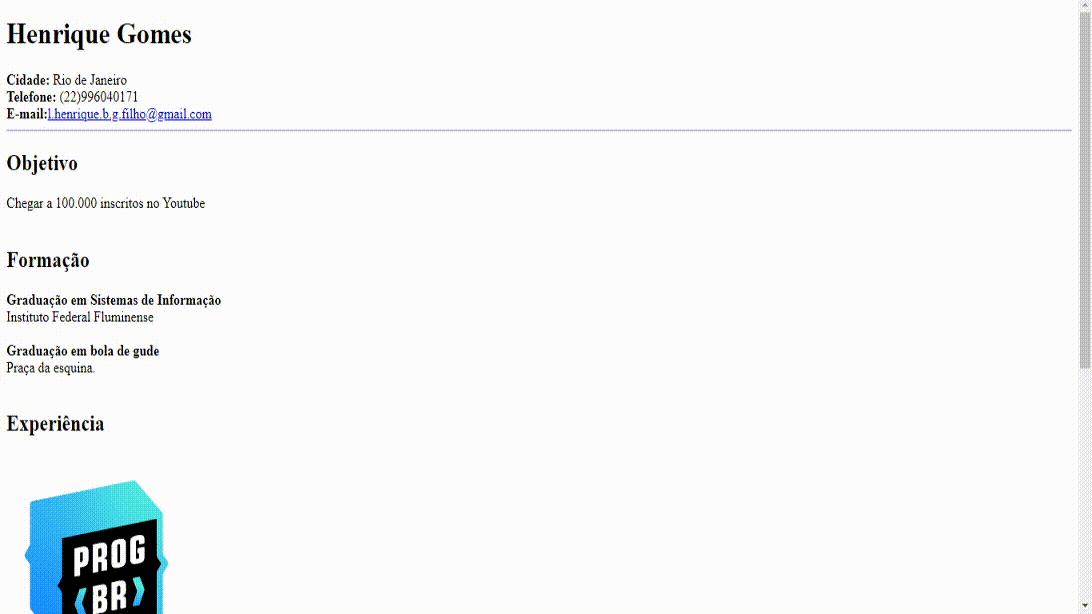 Henrique Gomes
Cidade: Rio de Janeiro
Telefone: (22)996040171
E-mail:l.henrique.b.g.filho@gmail.com
Objetivo
Chegar a 100.000 inscritos no Youtube
Formação
Graduação em Sistemas de Informação
Instituto Federal Fluminense
Graduação em bola de gude
Praça da esquina.
Experiência
PROG
<BR>